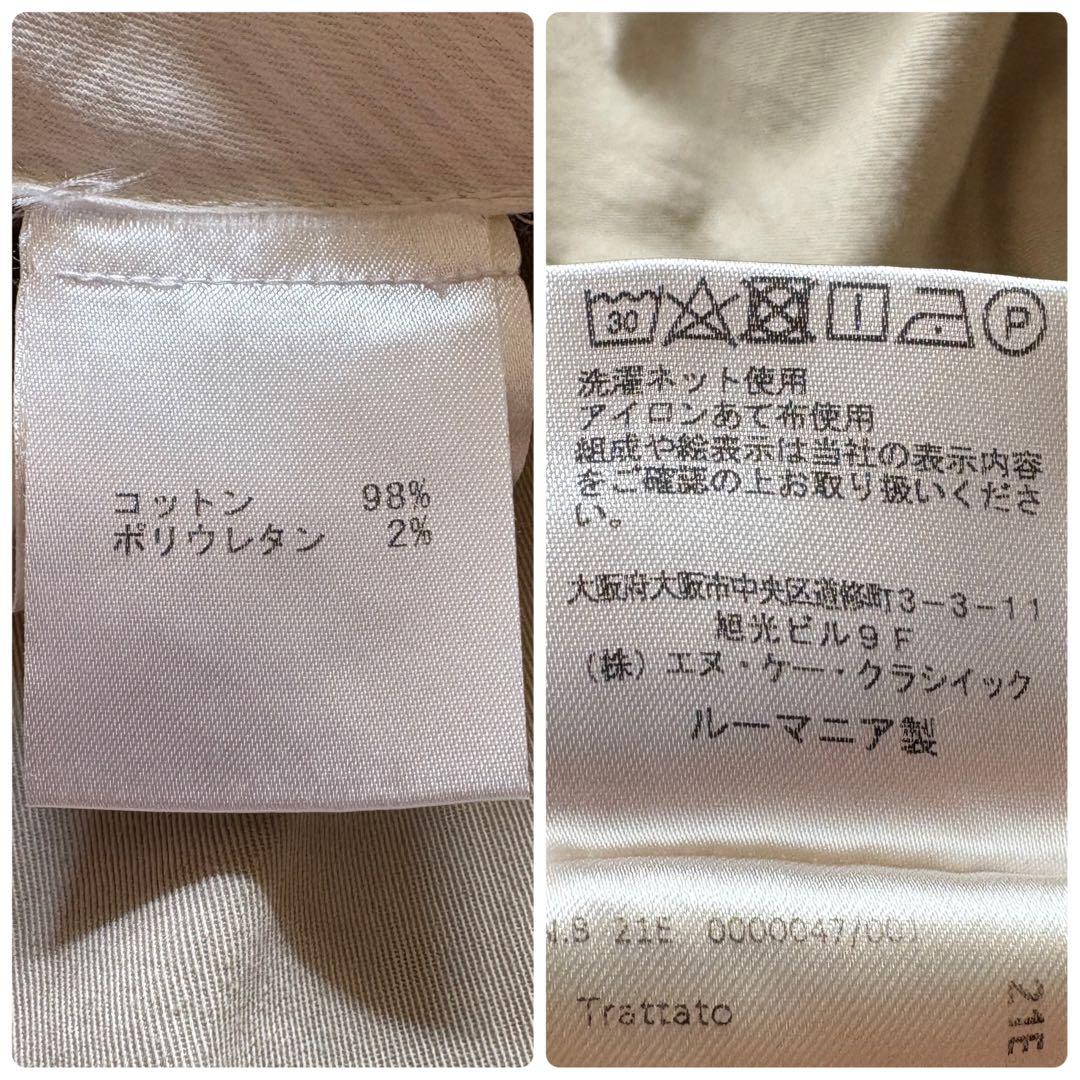 コットン 98%
ポリウレタン 2%
30
P
洗濯ネット使用
アイロンあて布使用
組成や絵表示は当社の表示内容
をご確認の上お取り扱いくださ
い。
大阪府大阪市中央区道修町3-3-11
旭光ビル9F
(株)エヌ・ケー・クラシイック
ルーマニア製
N.B 21E 0000047/001
Trattato
21E